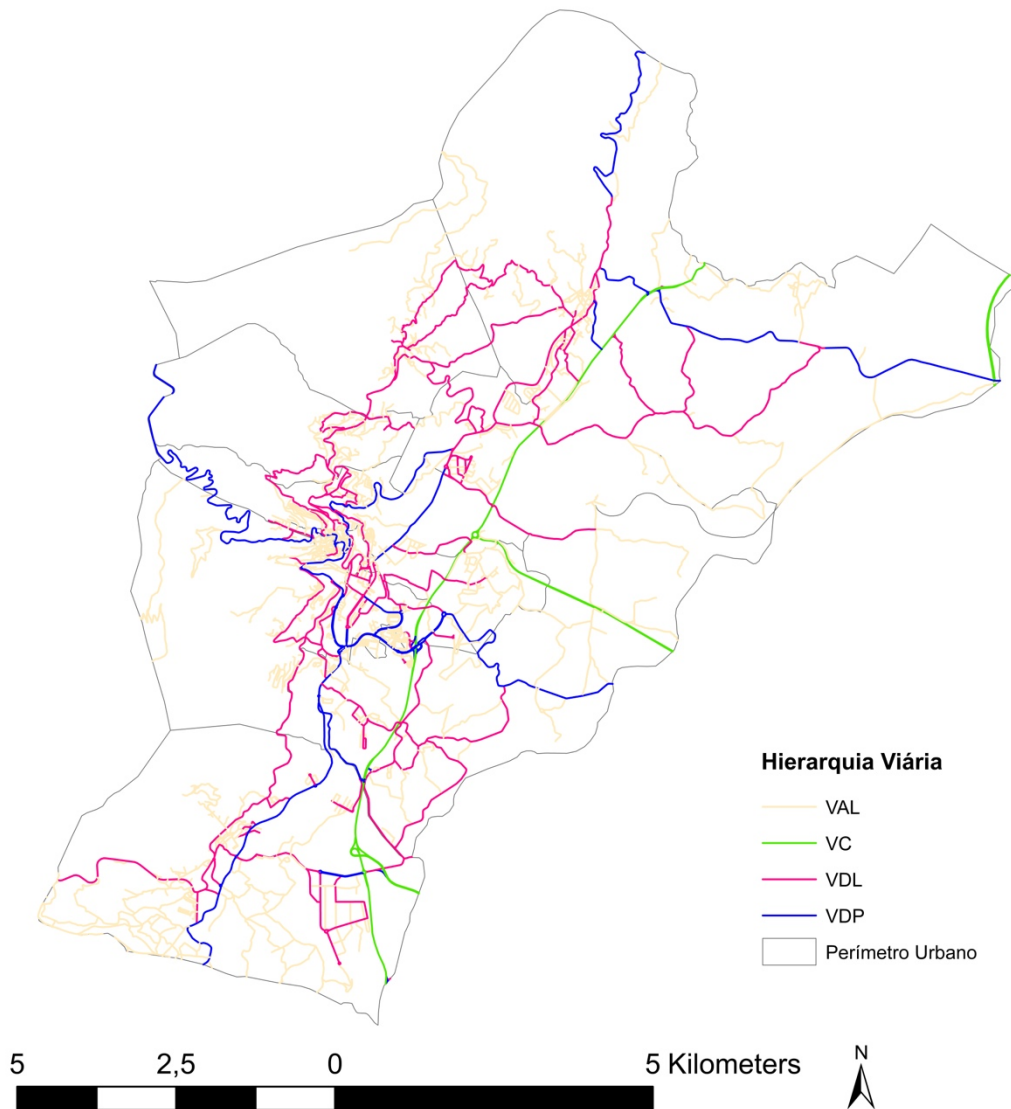 Hierarquia Viária
VAL
VC
VDL
VDP
Perímetro Urbano
5 2,5 0 5 Kilometers
N